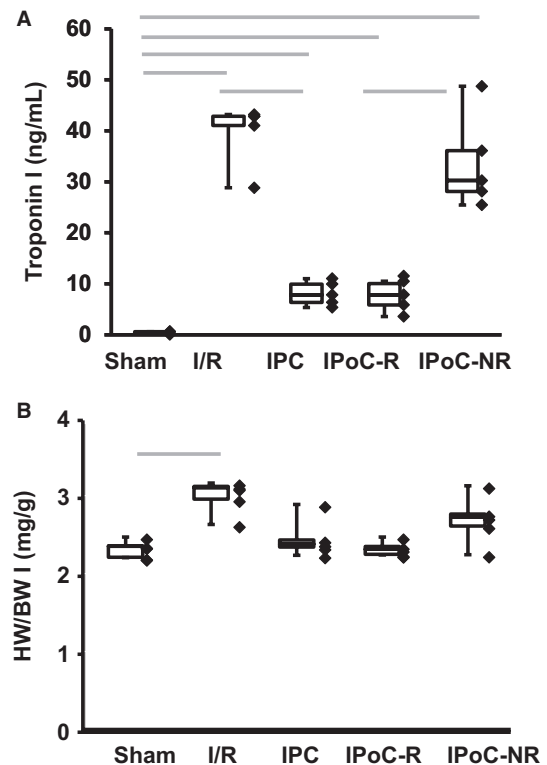 A
Troponin I (ng/mL)
60
50
40
30
20
10
0
Sham I/R IPC IPoC-R IPoC-NR
B
HW/BW I (mg/g)
4
3
2
1
0
Sham I/R IPC IPoC-R IPoC-NR